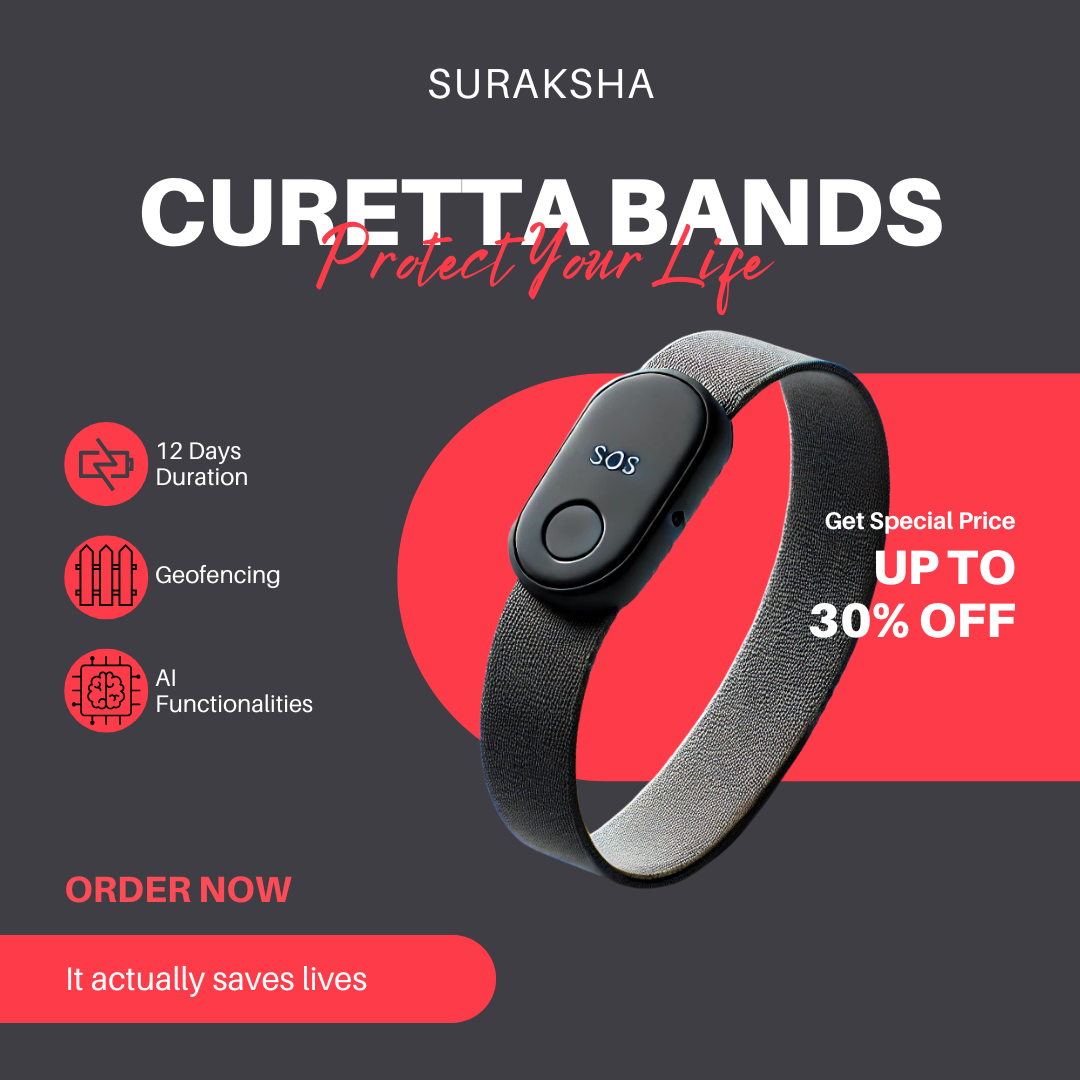 SURAKSHA
CURETTA BANDS
Protect Your Life
12 Days
Duration
Geofencing
AI
Functionalities
SOS
Get Special Price
UP TO
30% OFF
ORDER NOW
It actually saves lives